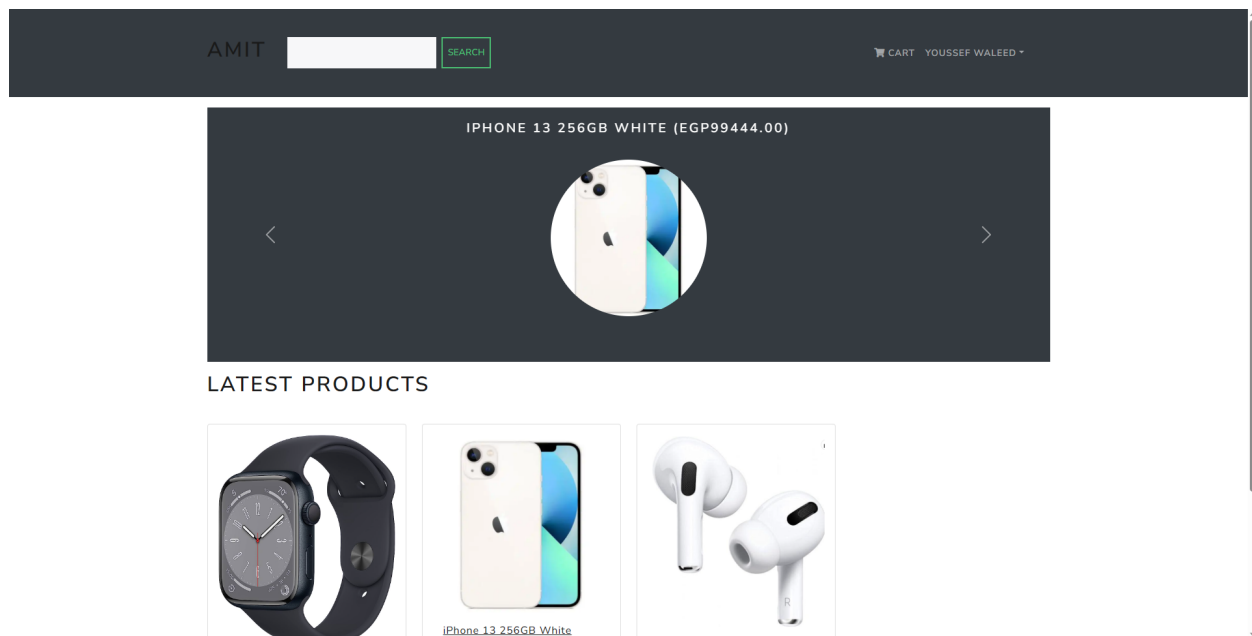 AMIT
SEARCH
CART YOUSSEF WALEED
IPHONE 13 256GB WHITE (EGP99444.00)
LATEST PRODUCTS
iPhone 13 256GB White
R